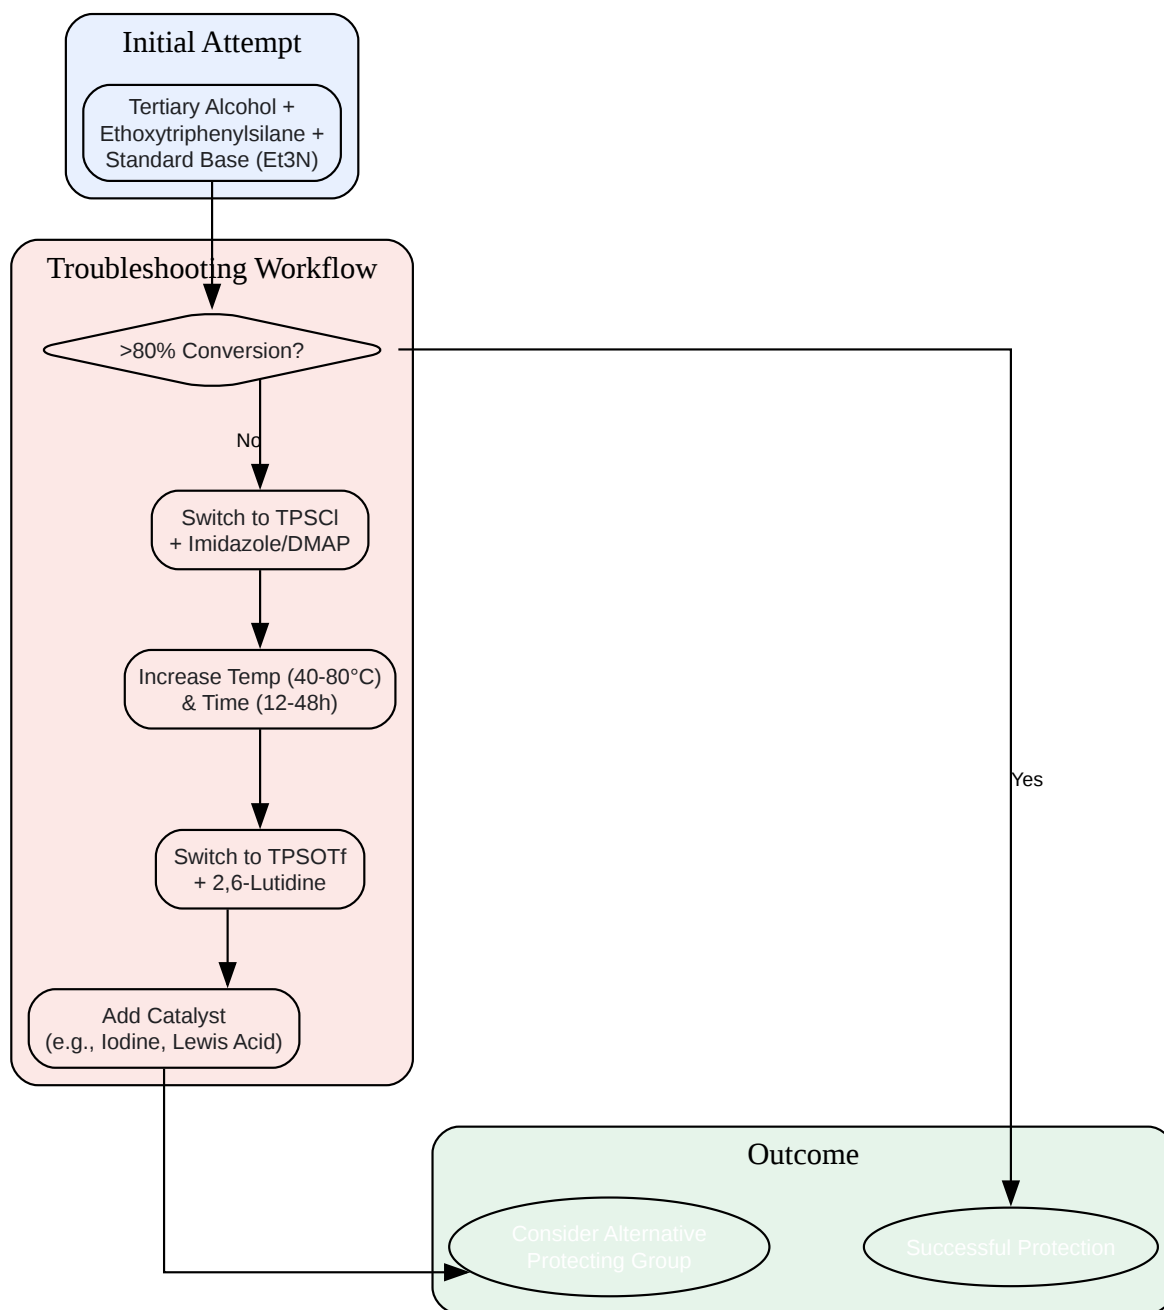 Initial Attempt
Tertiary Alcohol +
Ethoxytriphenylsilane +
Standard Base (Et3N)
Troubleshooting Workflow
>80% Conversion?
No
Switch to TPSCl
+ Imidazole/DMAP
Increase Temp (40-80°C)
& Time (12-48h)
Yes
Switch to TPSOTf
+ 2,6-Lutidine
Add Catalyst
(e.g., Iodine, Lewis Acid)
Outcome
Consider Alternative
Protecting Group
Successful Protection